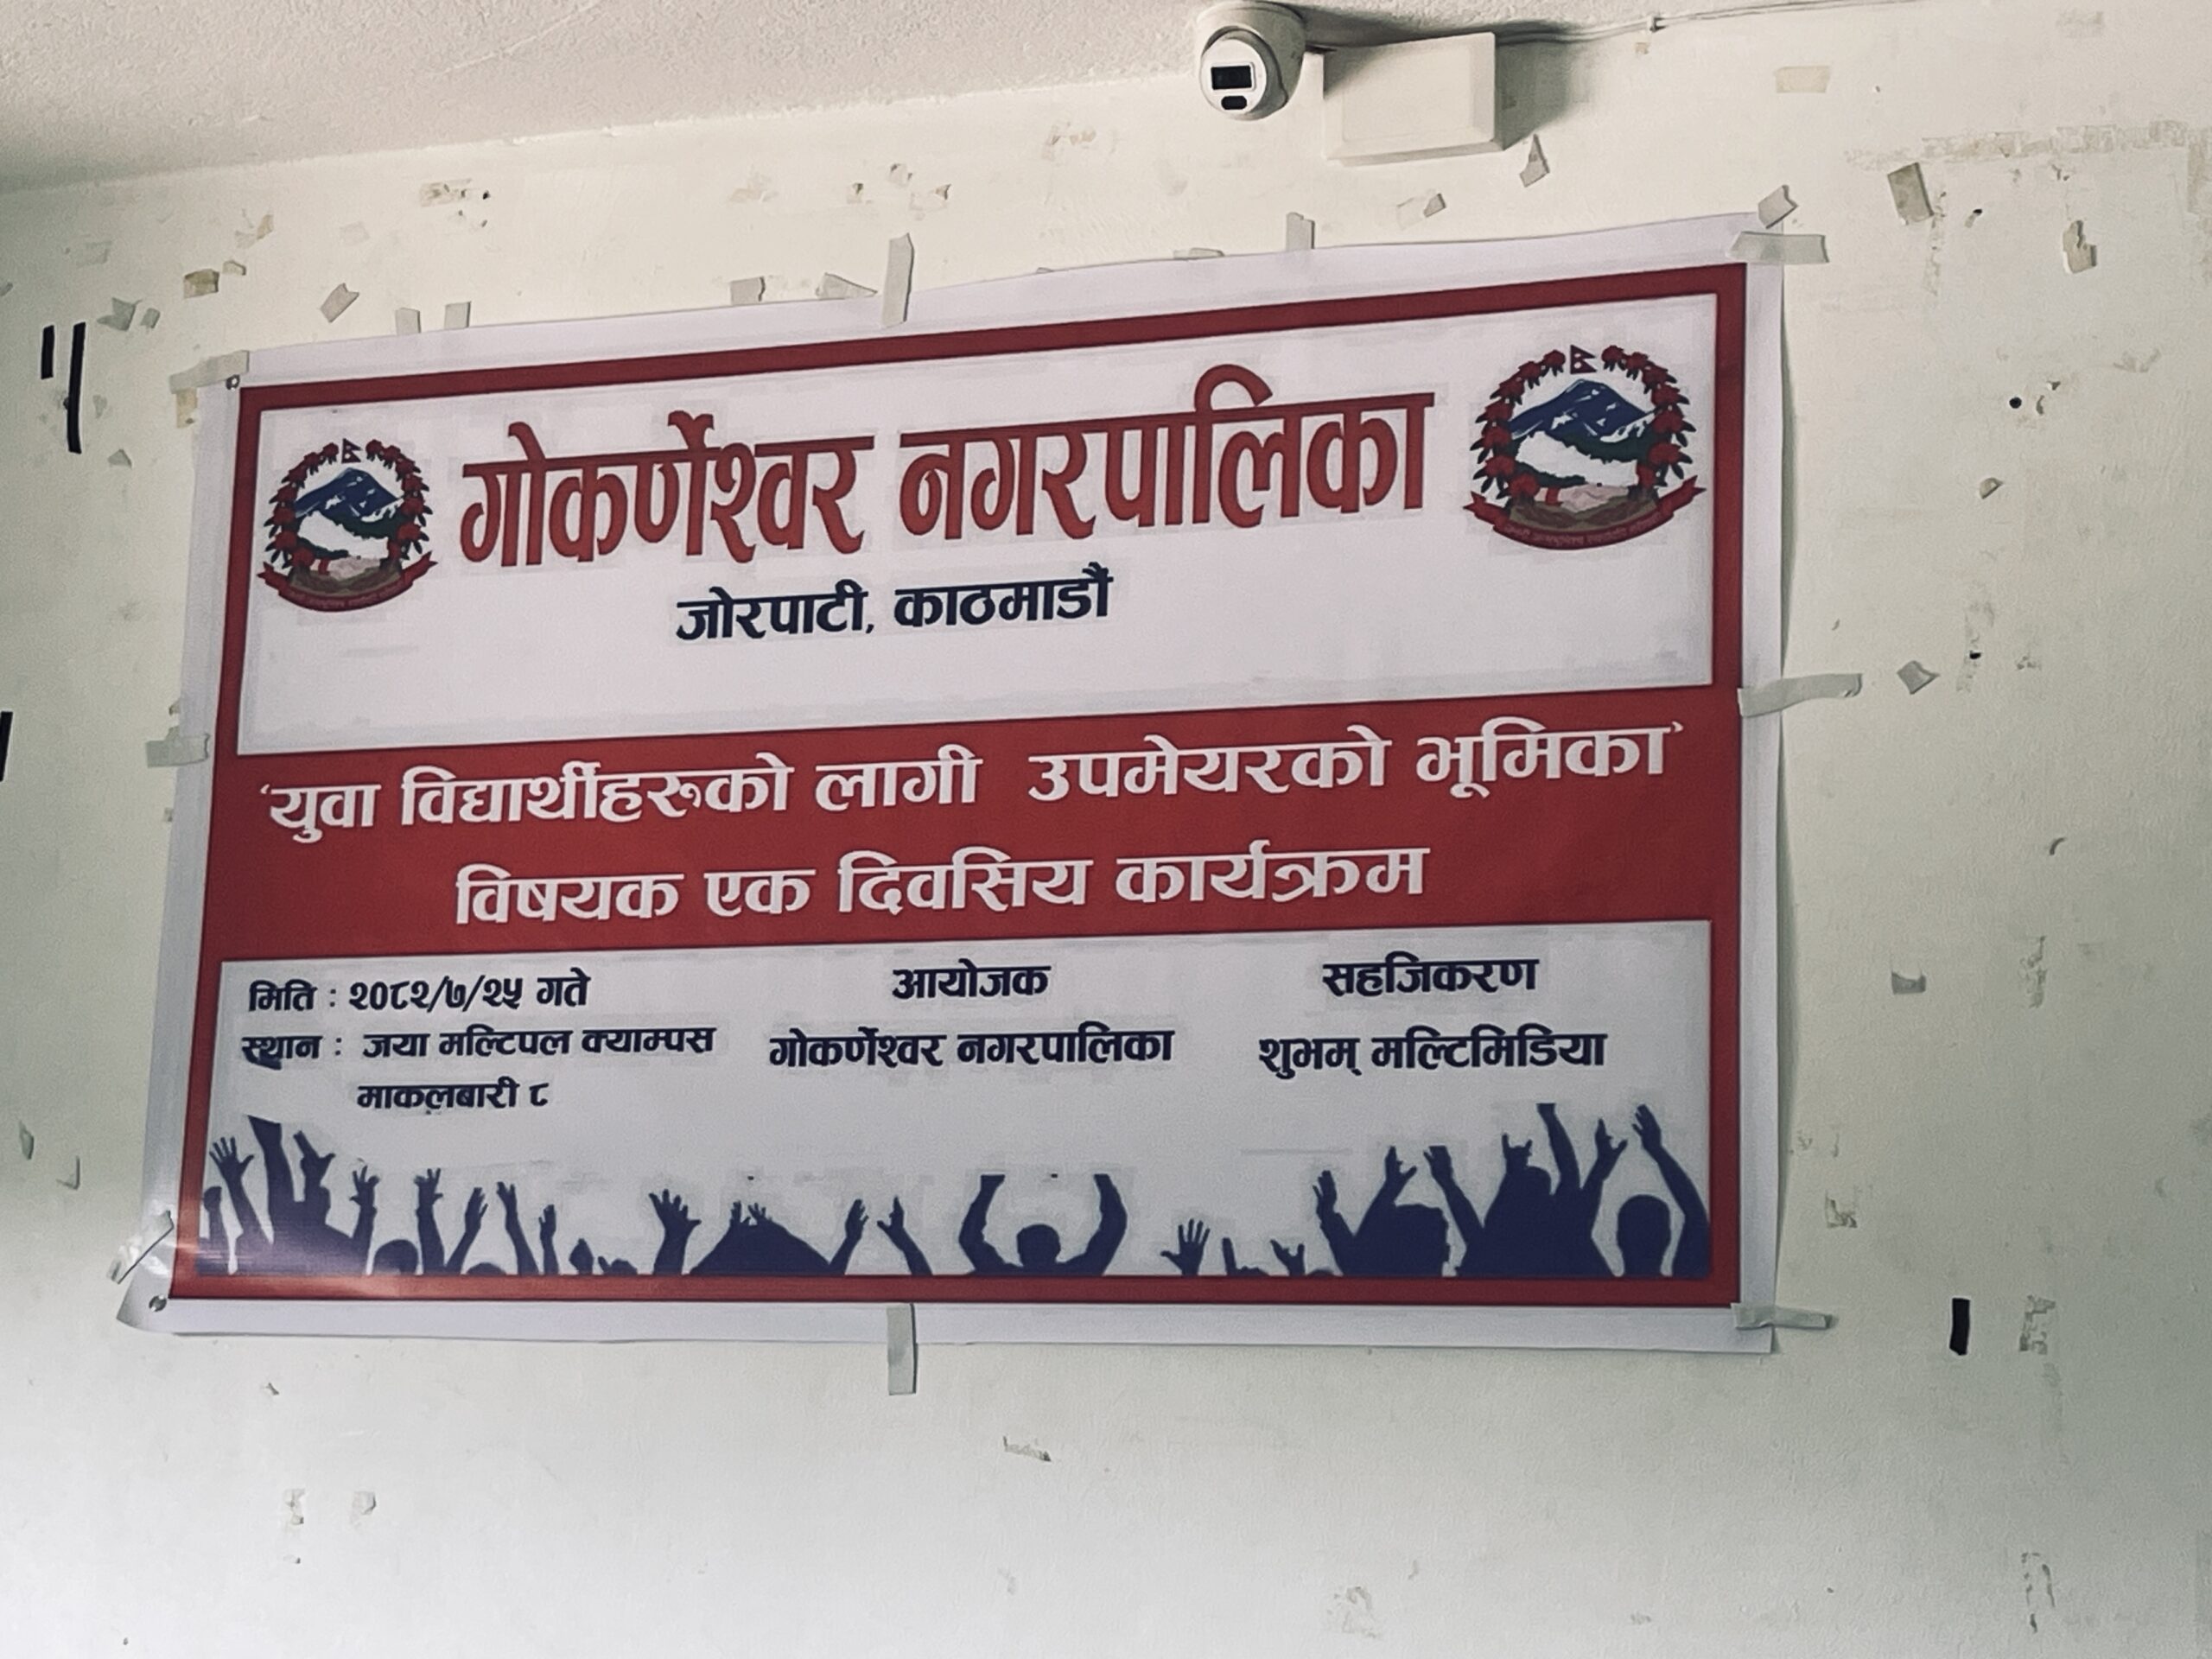 गोकर्णेश्वर नगरपालिका
जोरपाटी, काठमाडौं
‘युवा विद्यार्थीहरुको लागी उपमेयरको भूमिका’
विषयक एक दिवसिय कार्यक्रम
मिति : २०८२/७/२५ गते
स्थान : जया मल्टिपल क्याम्पस
माकलबारी ८
आयोजक
गोकर्णेश्वर नगरपालिका
सहजिकरण
शुभम् मल्टिमिडिया